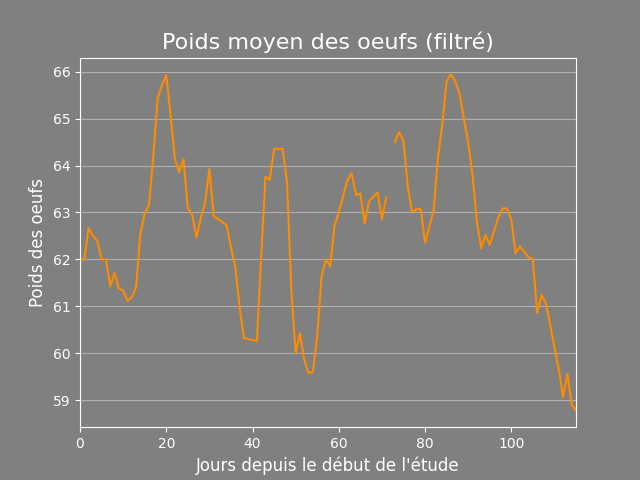 Poids moyen des oeufs (filtré)
Poids des oeufs
66
65
64
63
62
61
60
59
0 20 40 60 80 100
Jours depuis le début de l'étude